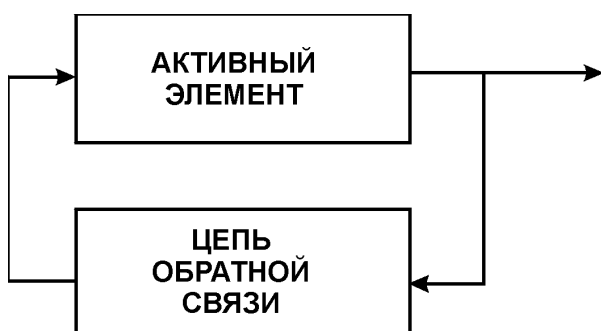 АКТИВНЫЙ
ЭЛЕМЕНТ
ЦЕПЬ
ОБРАТНОЙ
СВЯЗИ